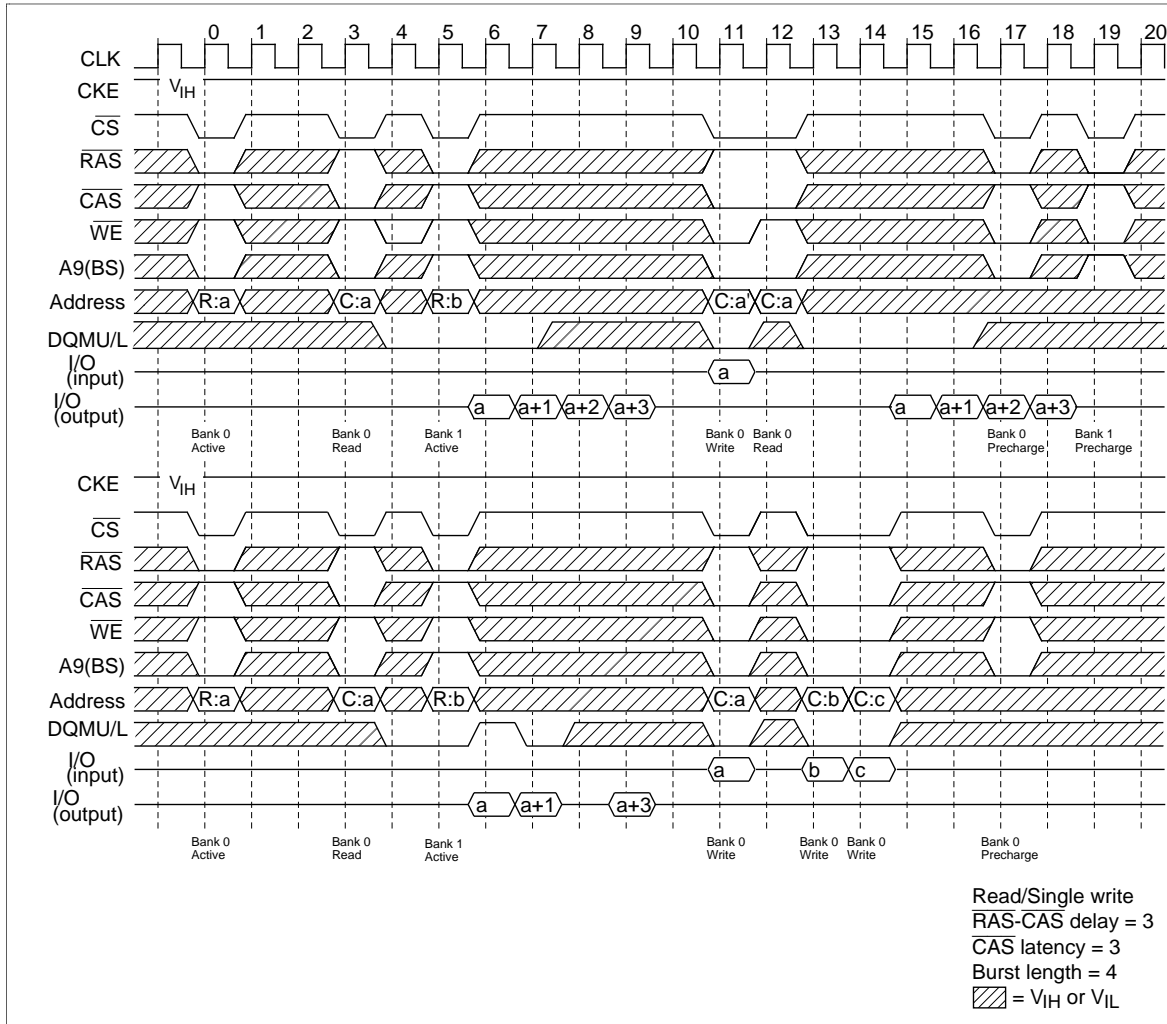 0 1 2 3 4 5 6 7 8 9 10 11 12 13 14 15 16 17 18 19 20
CLK
CKE VIH
CS
RAS
CAS
WE
A9(BS)
Address R:a C:a R:b C:a C:a
DQMU/L
I/O (input) a
I/O (output) a a+1 a+2 a+3 a a+1 a+2 a+3
Bank 0 Bank 0 Bank 1 Bank 0 Bank 0 Bank 0 Bank 1
Active Read Active Write Read Precharge Precharge
CKE VIH
CS
RAS
CAS
WE
A9(BS)
Address R:a C:a R:b C:a C:b C:c
DQMU/L
I/O (input) a b c
I/O (output) a a+1 a+3
Bank 0 Bank 0 Bank 1 Bank 0 Bank 0 Bank 0 Bank 0
Active Read Active Write Write Write Precharge
Read/Single write
RAS-CAS delay = 3
CAS latency = 3
Burst length = 4
= VIH or VIL